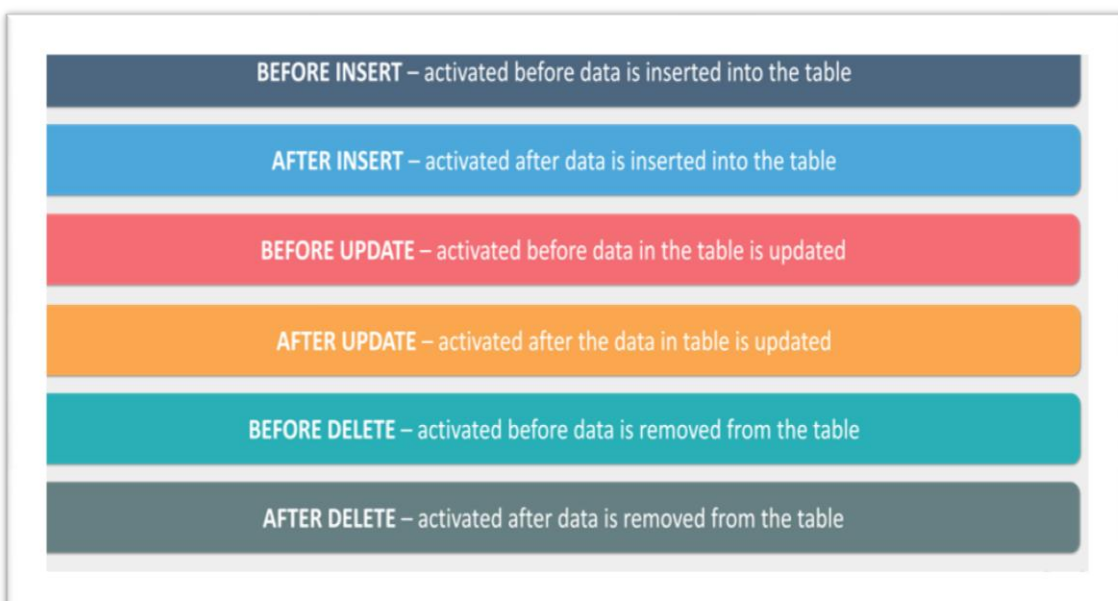 BEFORE INSERT – activated before data is inserted into the table
AFTER INSERT – activated after data is inserted into the table
BEFORE UPDATE – activated before data in the table is updated
AFTER UPDATE – activated after the data in table is updated
BEFORE DELETE – activated before data is removed from the table
AFTER DELETE – activated after data is removed from the table